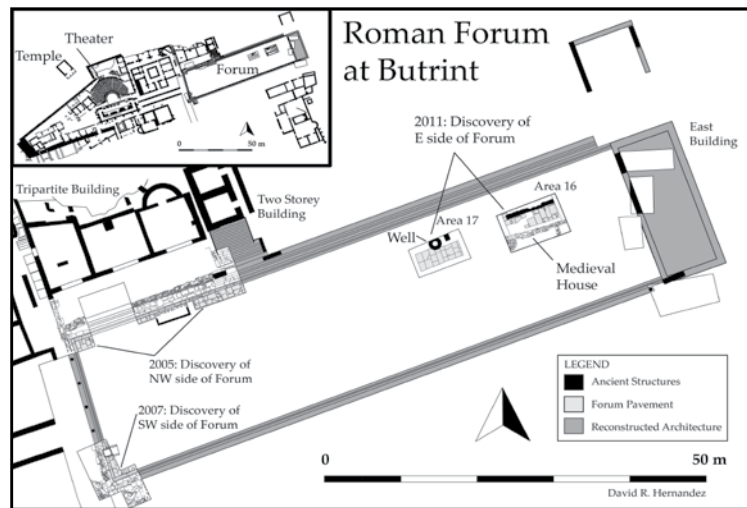 Roman Forum
at Butrint
Theater
Temple
Forum
0
50 m
2011: Discovery of
E side of Forum
East
Building
Tripartite Building
Two Storey
Building
Area 16
Area 17
Well
Medieval
House
2005: Discovery of
NW side of Forum
2007: Discovery of
SW side of Forum
LEGEND
Ancient Structures
Forum Pavement
Reconstructed Architecture
0
50 m
David R. Hernandez